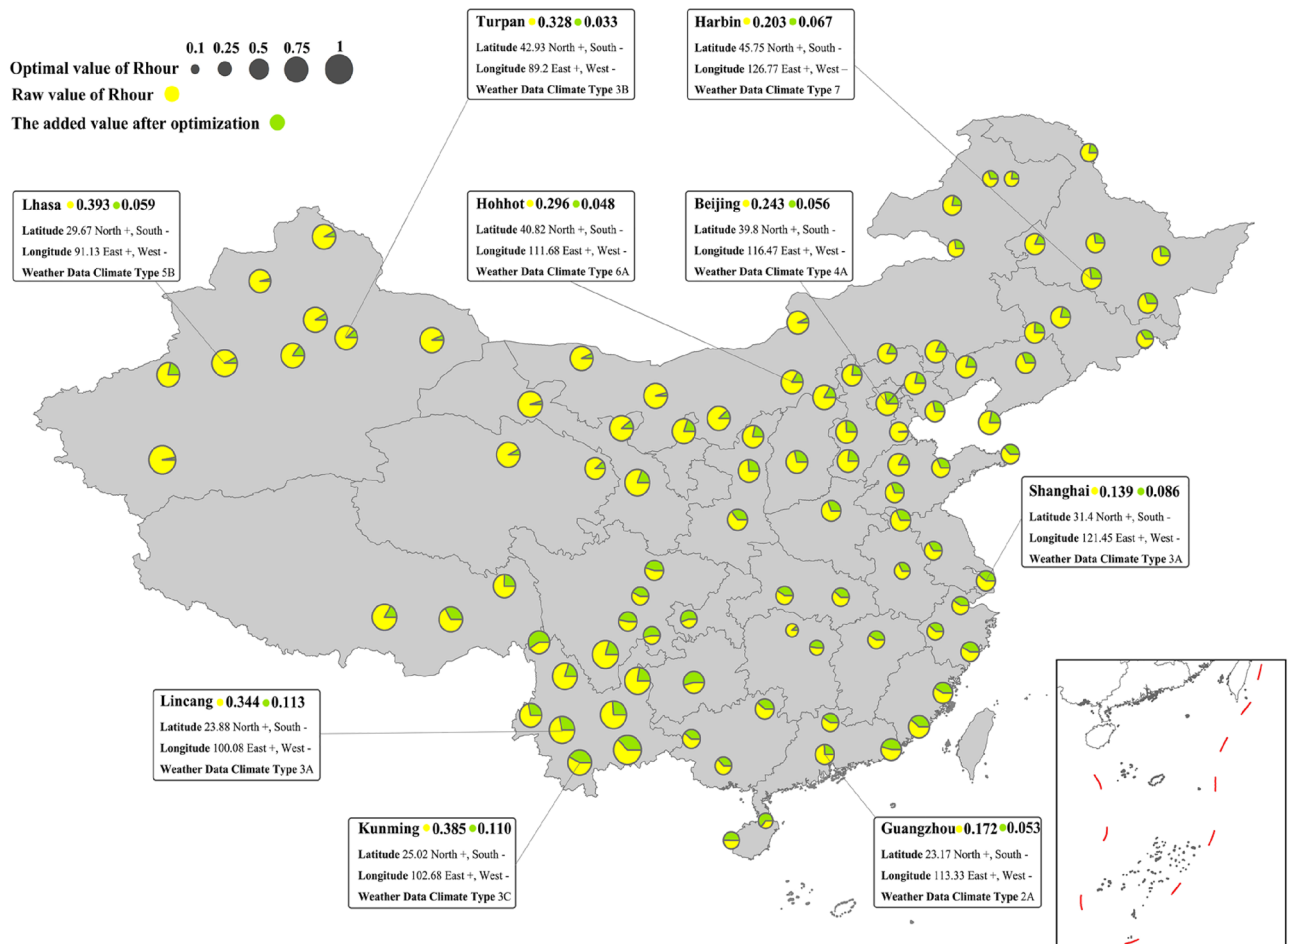 0.1 0.25 0.5 0.75 1
Optimal value of Rhour
Raw value of Rhour
The added value after optimization
Turpan 0.328 0.033
Latitude 42.93 North +, South -
Longitude 89.2 East +, West -
Weather Data Climate Type 3B
Harbin 0.203 0.067
Latitude 45.75 North +, South -
Longitude 126.77 East +, West –
Weather Data Climate Type 7
Lhasa 0.393 0.059
Latitude 29.67 North +, South -
Longitude 91.13 East +, West -
Weather Data Climate Type 5B
Hohhot 0.296 0.048
Latitude 40.82 North +, South -
Longitude 111.68 East +, West -
Weather Data Climate Type 6A
Beijing 0.243 0.056
Latitude 39.8 North +, South -
Longitude 116.47 East +, West -
Weather Data Climate Type 4A
Shanghai 0.139 0.086
Latitude 31.4 North +, South -
Longitude 121.45 East +, West -
Weather Data Climate Type 3A
Lincang 0.344 0.113
Latitude 23.88 North +, South -
Longitude 100.08 East +, West -
Weather Data Climate Type 3A
Kunming 0.385 0.110
Latitude 25.02 North +, South -
Longitude 102.68 East +, West -
Weather Data Climate Type 3C
Guangzhou 0.172 0.053
Latitude 23.17 North +, South -
Longitude 113.33 East +, West -
Weather Data Climate Type 2A